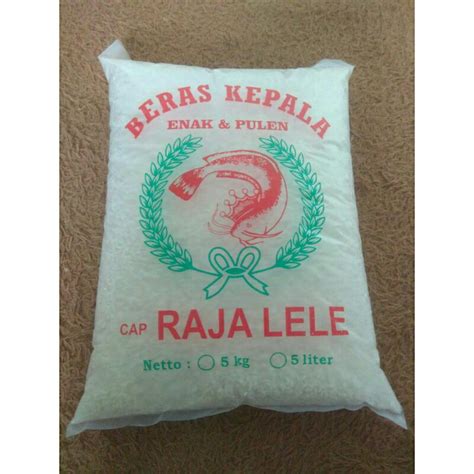 BERAS KEPALA
ENAK & PULEN
CAP RAJA LELE
Netto : 5 kg 5 liter